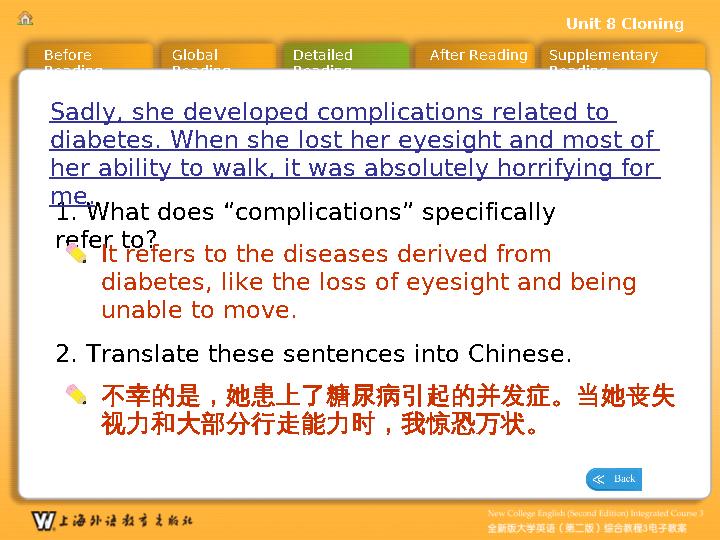 Unit 8 Cloning
Before Reading
Global Reading
Detailed Reading
After Reading
Supplementary Reading
Sadly, she developed complications related to
diabetes. When she lost her eyesight and most of
her ability to walk, it was absolutely horrifying for
me.
1. What does “complications” specifically
refer to?
It refers to the diseases derived from
diabetes, like the loss of eyesight and being
unable to move.
2. Translate these sentences into Chinese.
不幸的是，她患上了糖尿病引起的并发症。当她丧失
视力和大部分行走能力时，我惊恐万状。
Back
上海外语教育出版社
New College English (Second Edition) Integrated Course 3
全新版大学英语（第二版）综合教程3电子教案